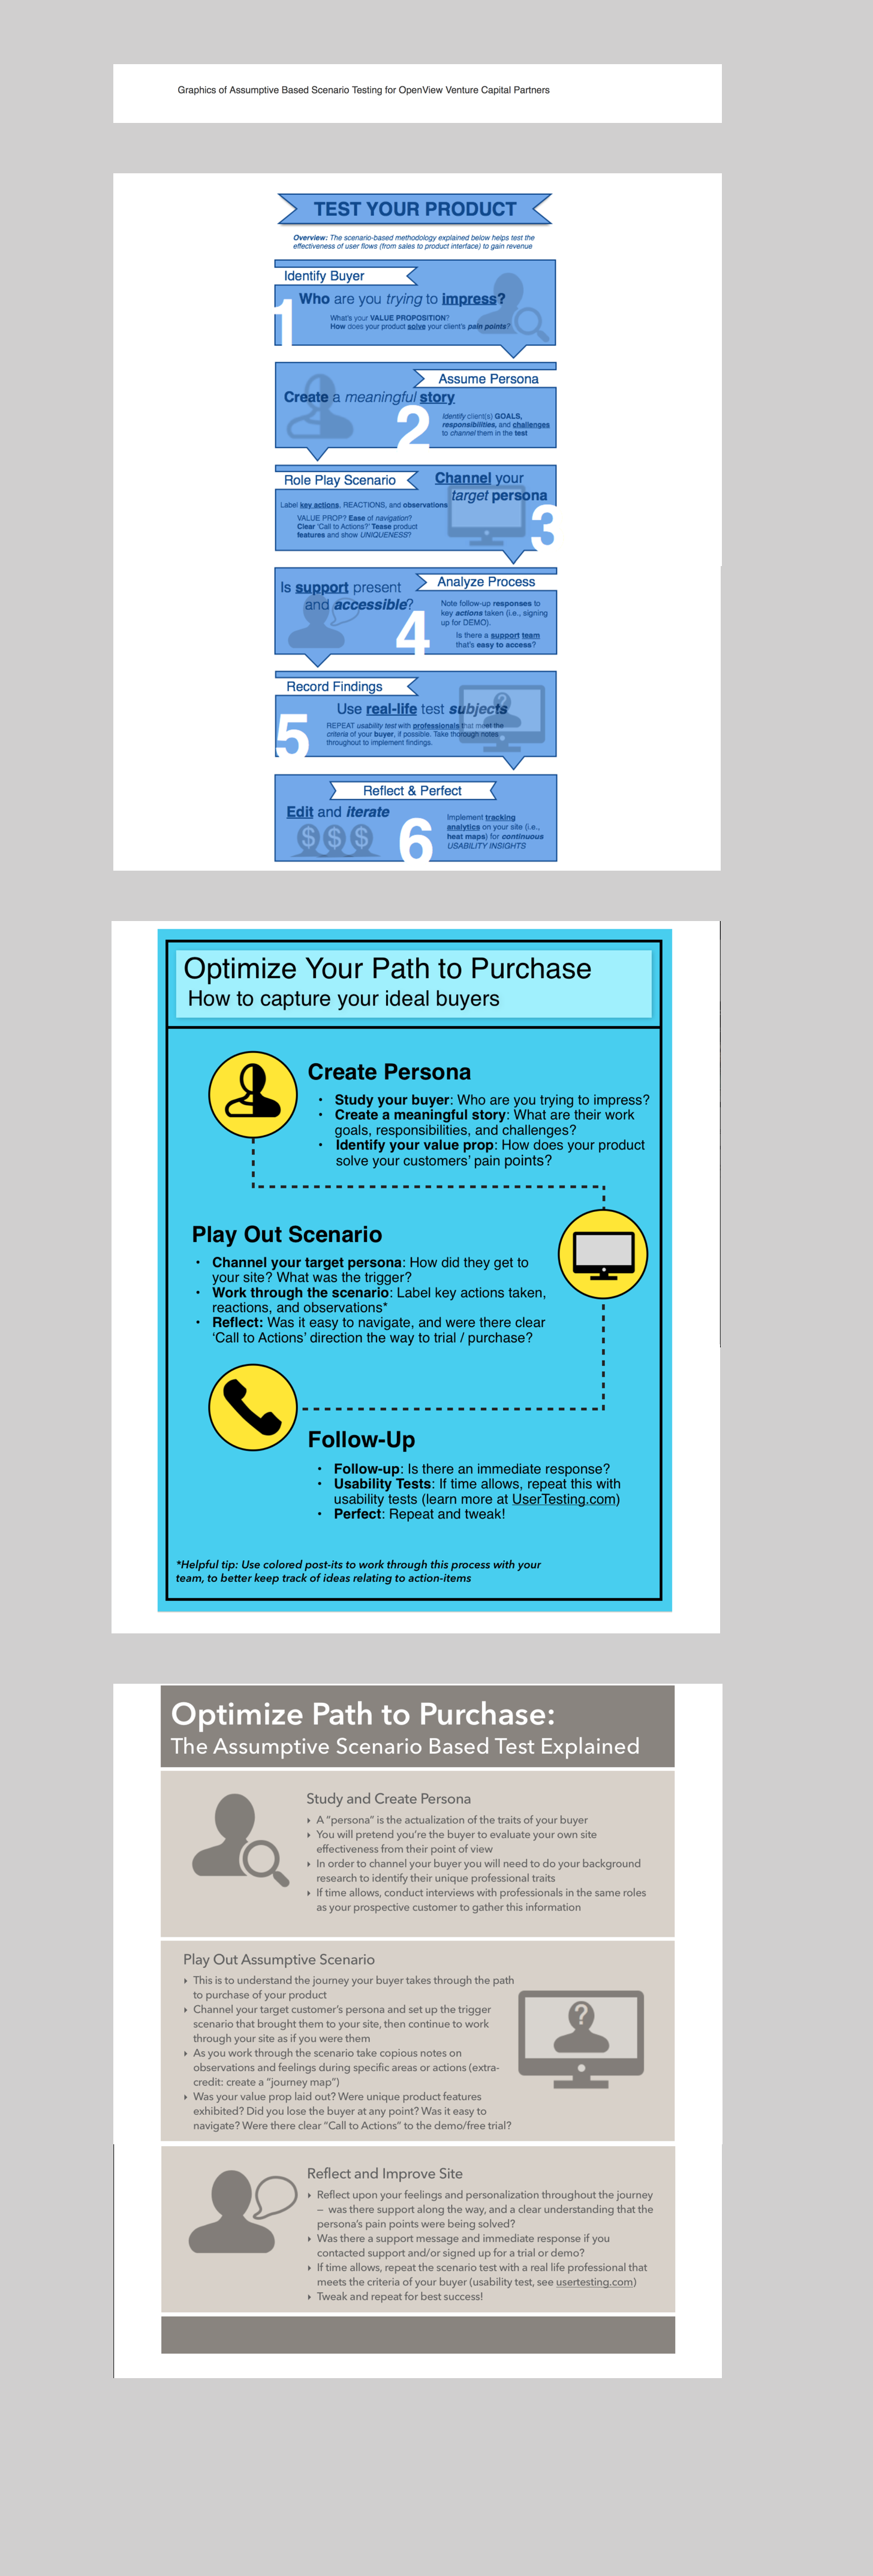 Graphics of Assumptive Based Scenario Testing for OpenView Venture Capital Partners
TEST YOUR PRODUCT
Overview: The scenario-based methodology explained below helps test the
effectiveness of user flows (from sales to product interface) to gain revenue
Identify Buyer
1
Who are you trying to impress?
What's your VALUE PROPOSITION?
How does your product solve your client's pain points?
Assume Persona
Create a meaningful story
2
Identify client(s) GOALS,
responsibilities, and challenges
to channel them in the test
Role Play Scenario
Channel your
target persona
Label key actions, REACTIONS, and observations
VALUE PROP? Ease of navigation?
Clear 'Call to Actions?' Tease product
features and show UNIQUENESS?
3
Is support present
and accessible?
Analyze Process
4
Note follow-up responses to
key actions taken (i.e., signing
up for DEMO).
Is there a support team
that's easy to access?
Record Findings
Use real-life test subjects
5
REPEAT usability test with professionals that meet the
criteria of your buyer, if possible. Take thorough notes
throughout to implement findings.
Reflect & Perfect
Edit and iterate
$ $ $
6
Implement tracking
analytics on your site (i.e.,
heat maps) for continuous
USABILITY INSIGHTS
Optimize Your Path to Purchase
How to capture your ideal buyers
Create Persona
• Study your buyer: Who are you trying to impress?
• Create a meaningful story: What are their work
goals, responsibilities, and challenges?
• Identify your value prop: How does your product
solve your customers' pain points?
Play Out Scenario
• Channel your target persona: How did they get to
your site? What was the trigger?
• Work through the scenario: Label key actions taken,
reactions, and observations*
• Reflect: Was it easy to navigate, and were there clear
'Call to Actions' direction the way to trial / purchase?
Follow-Up
• Follow-up: Is there an immediate response?
• Usability Tests: If time allows, repeat this with
usability tests (learn more at UserTesting.com)
• Perfect: Repeat and tweak!
*Helpful tip: Use colored post-its to work through this process with your
team, to better keep track of ideas relating to action-items
Optimize Path to Purchase:
The Assumptive Scenario Based Test Explained
Study and Create Persona
‣ A “persona” is the actualization of the traits of your buyer
‣ You will pretend you're the buyer to evaluate your own site
effectiveness from their point of view
‣ In order to channel your buyer you will need to do your background
research to identify their unique professional traits
‣ If time allows, conduct interviews with professionals in the same roles
as your prospective customer to gather this information
Play Out Assumptive Scenario
‣ This is to understand the journey your buyer takes through the path
to purchase of your product
‣ Channel your target customer's persona and set up the trigger
scenario that brought them to your site, then continue to work
through your site as if you were them
‣ As you work through the scenario take copious notes on
observations and feelings during specific areas or actions (extra-
credit: create a “journey map”)
‣ Was your value prop laid out? Were unique product features
exhibited? Did you lose the buyer at any point? Was it easy to
navigate? Were there clear “Call to Actions” to the demo/free trial?
?
Reflect and Improve Site
‣ Reflect upon your feelings and personalization throughout the journey
– was there support along the way, and a clear understanding that the
persona's pain points were being solved?
‣ Was there a support message and immediate response if you
contacted support and/or signed up for a trial or demo?
‣ If time allows, repeat the scenario test with a real life professional that
meets the criteria of your buyer (usability test, see usertesting.com)
‣ Tweak and repeat for best success!